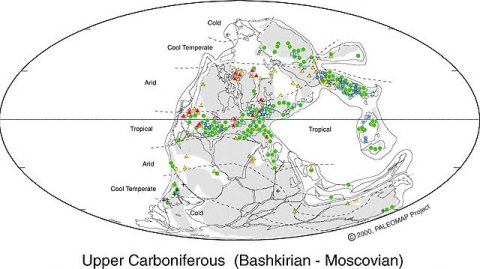 Cold
Cool Temperate
Arid
Tropical
Tropical
Arid
Cool Temperate
Cold
© 2000, PALEOMAP Project
Upper Carboniferous (Bashkirian - Moscovian)